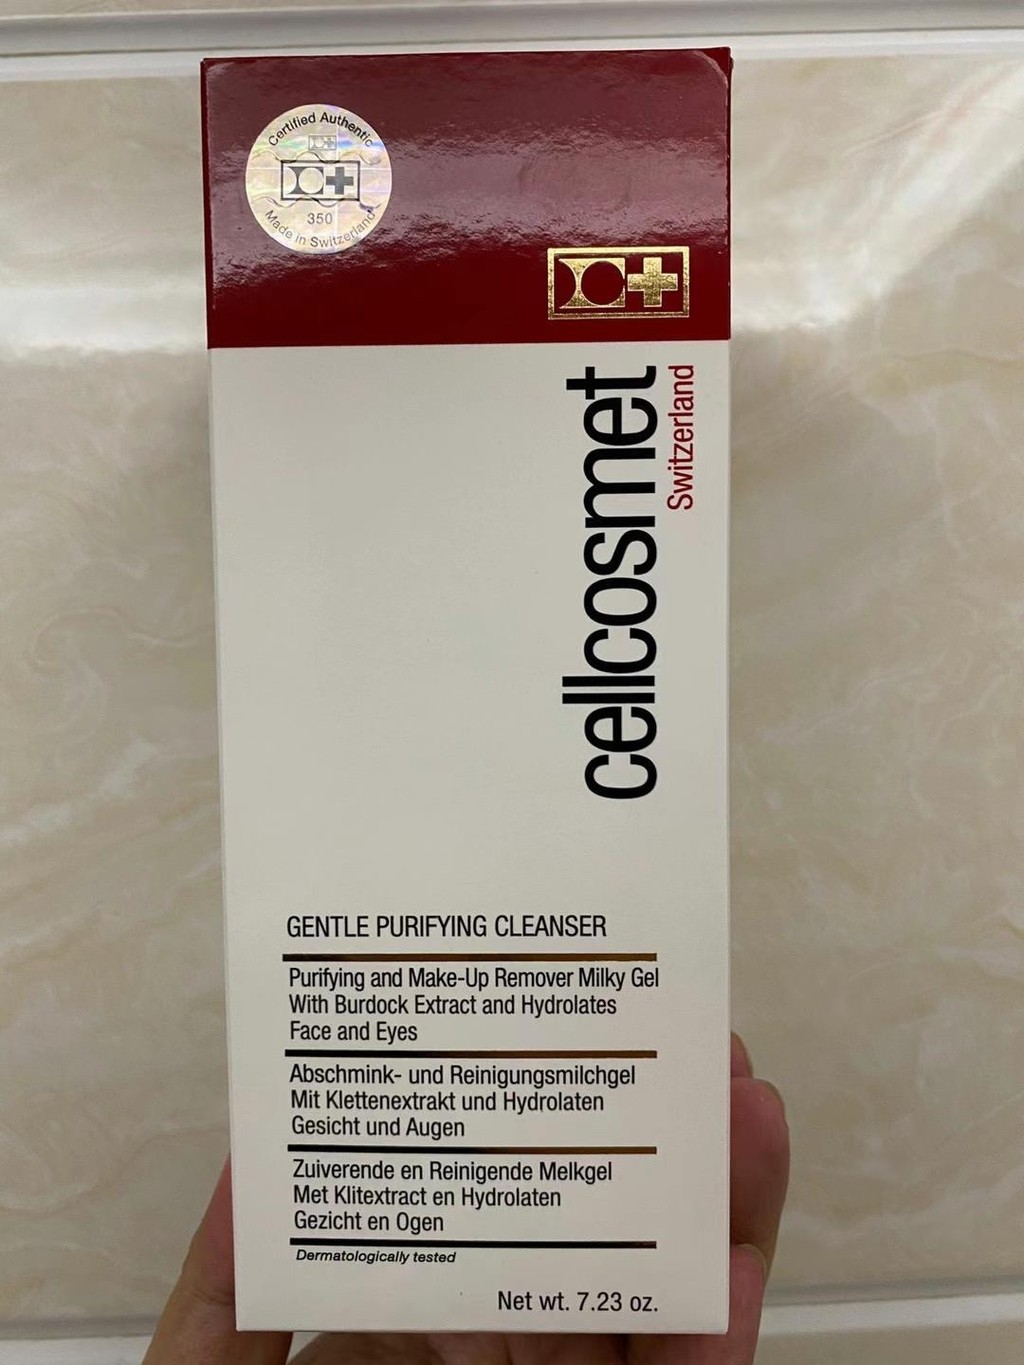 Certified Authentic
350
Made in Switzerland
cellcosmet
Switzerland
GENTLE PURIFYING CLEANSER
Purifying and Make-Up Remover Milky Gel
With Burdock Extract and Hydrolates
Face and Eyes
Abschmink- und Reinigungsmilchgel
Mit Klettenextrakt und Hydrolaten
Gesicht und Augen
Zuiverende en Reinigende Melkgel
Met Klitextract en Hydrolaten
Gezicht en Ogen
Dermatologically tested
Net wt. 7.23 oz.